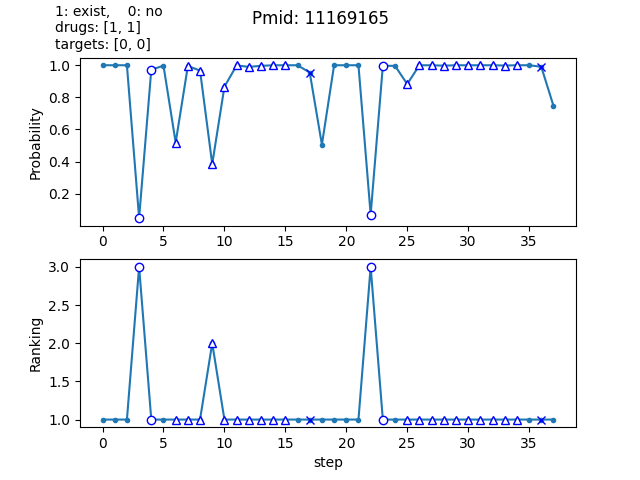 1: exist,    0: no
drugs: [1, 1]
targets: [0, 0]
Pmid: 11169165
Probability
1.0
0.8
0.6
0.4
0.2
0 5 10 15 20 25 30 35
Ranking
3.0
2.5
2.0
1.5
1.0
0 5 10 15 20 25 30 35
step